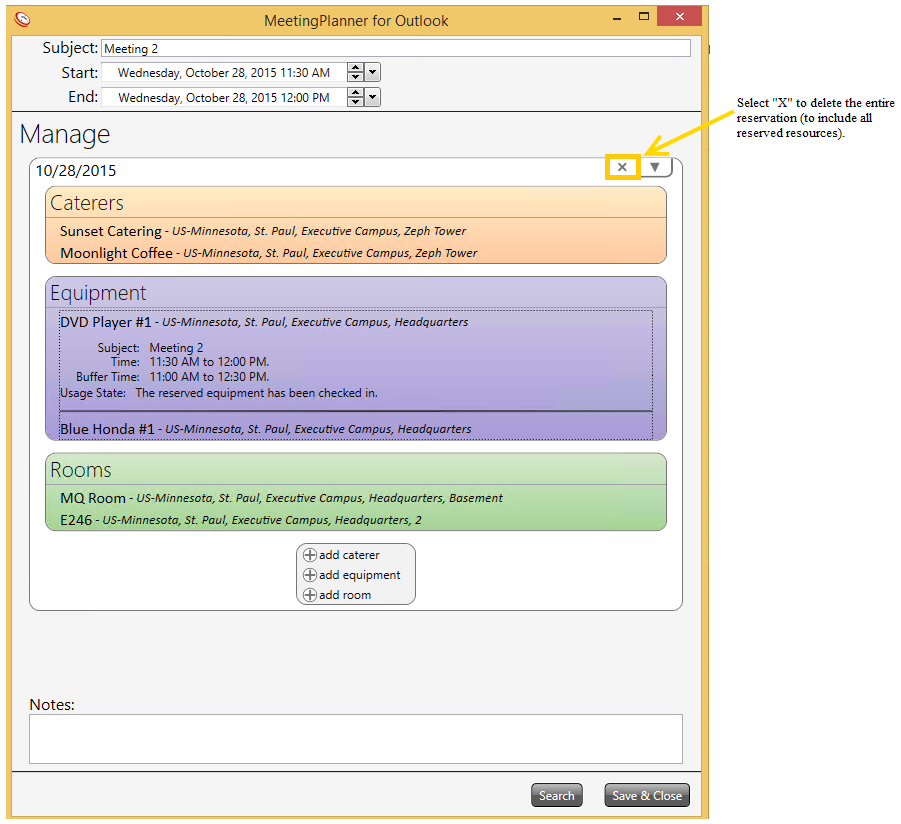 MeetingPlanner for Outlook
Subject: Meeting 2
Start: Wednesday, October 28, 2015 11:30 AM
End: Wednesday, October 28, 2015 12:00 PM
Manage
10/28/2015
Select "X" to delete the entire
reservation (to include all
reserved resources).
Caterers
Sunset Catering - US-Minnesota, St. Paul, Executive Campus, Zeph Tower
Moonlight Coffee - US-Minnesota, St. Paul, Executive Campus, Zeph Tower
Equipment
DVD Player #1 - US-Minnesota, St. Paul, Executive Campus, Headquarters
Subject: Meeting 2
Time: 11:30 AM to 12:00 PM.
Buffer Time: 11:00 AM to 12:30 PM.
Usage State: The reserved equipment has been checked in.
Blue Honda #1 - US-Minnesota, St. Paul, Executive Campus, Headquarters
Rooms
MQ Room - US-Minnesota, St. Paul, Executive Campus, Headquarters, Basement
E246 - US-Minnesota, St. Paul, Executive Campus, Headquarters, 2
add caterer
add equipment
add room
Notes:
Search
Save & Close